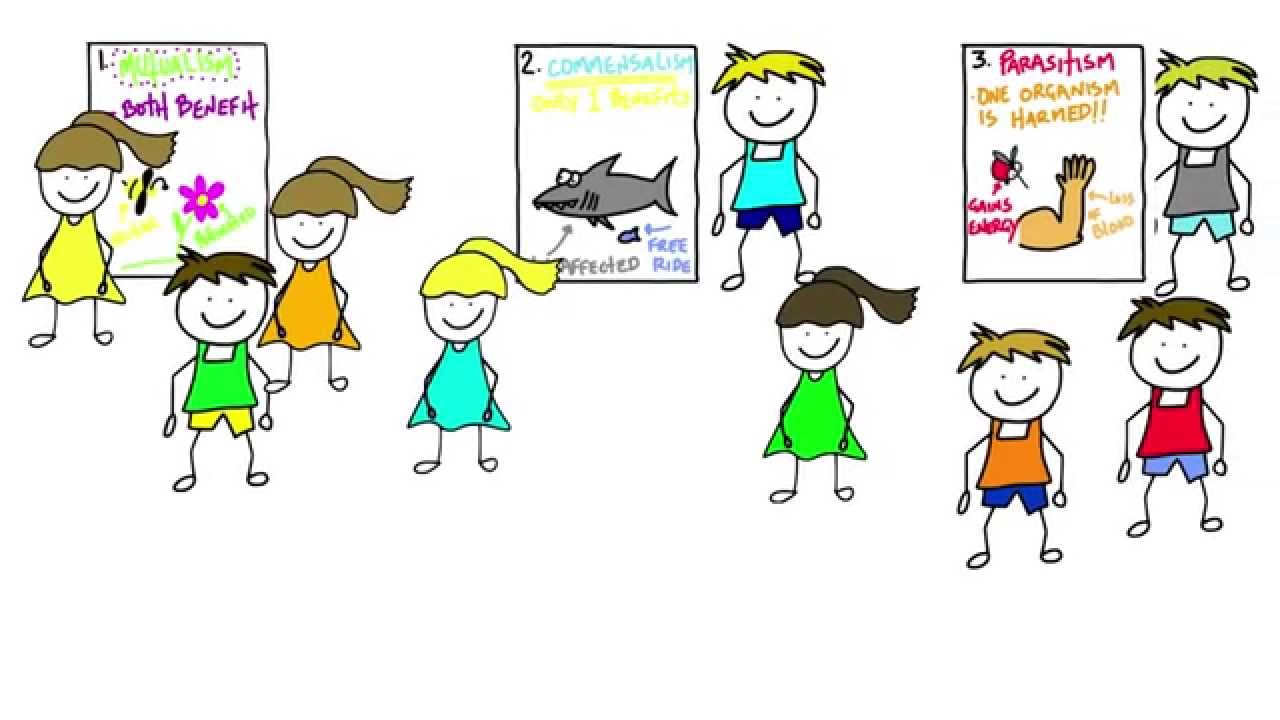 1. MUTUALISM
- BOTH BENEFIT
2. COMMENSALISM
ONLY 1 BENEFITS
AFFECTED
FREE
RIDE
3. PARASITISM
·ONE ORGANISM
IS HARMED!!
GAINS
ENERGY
LOSS
OF
BLOOD